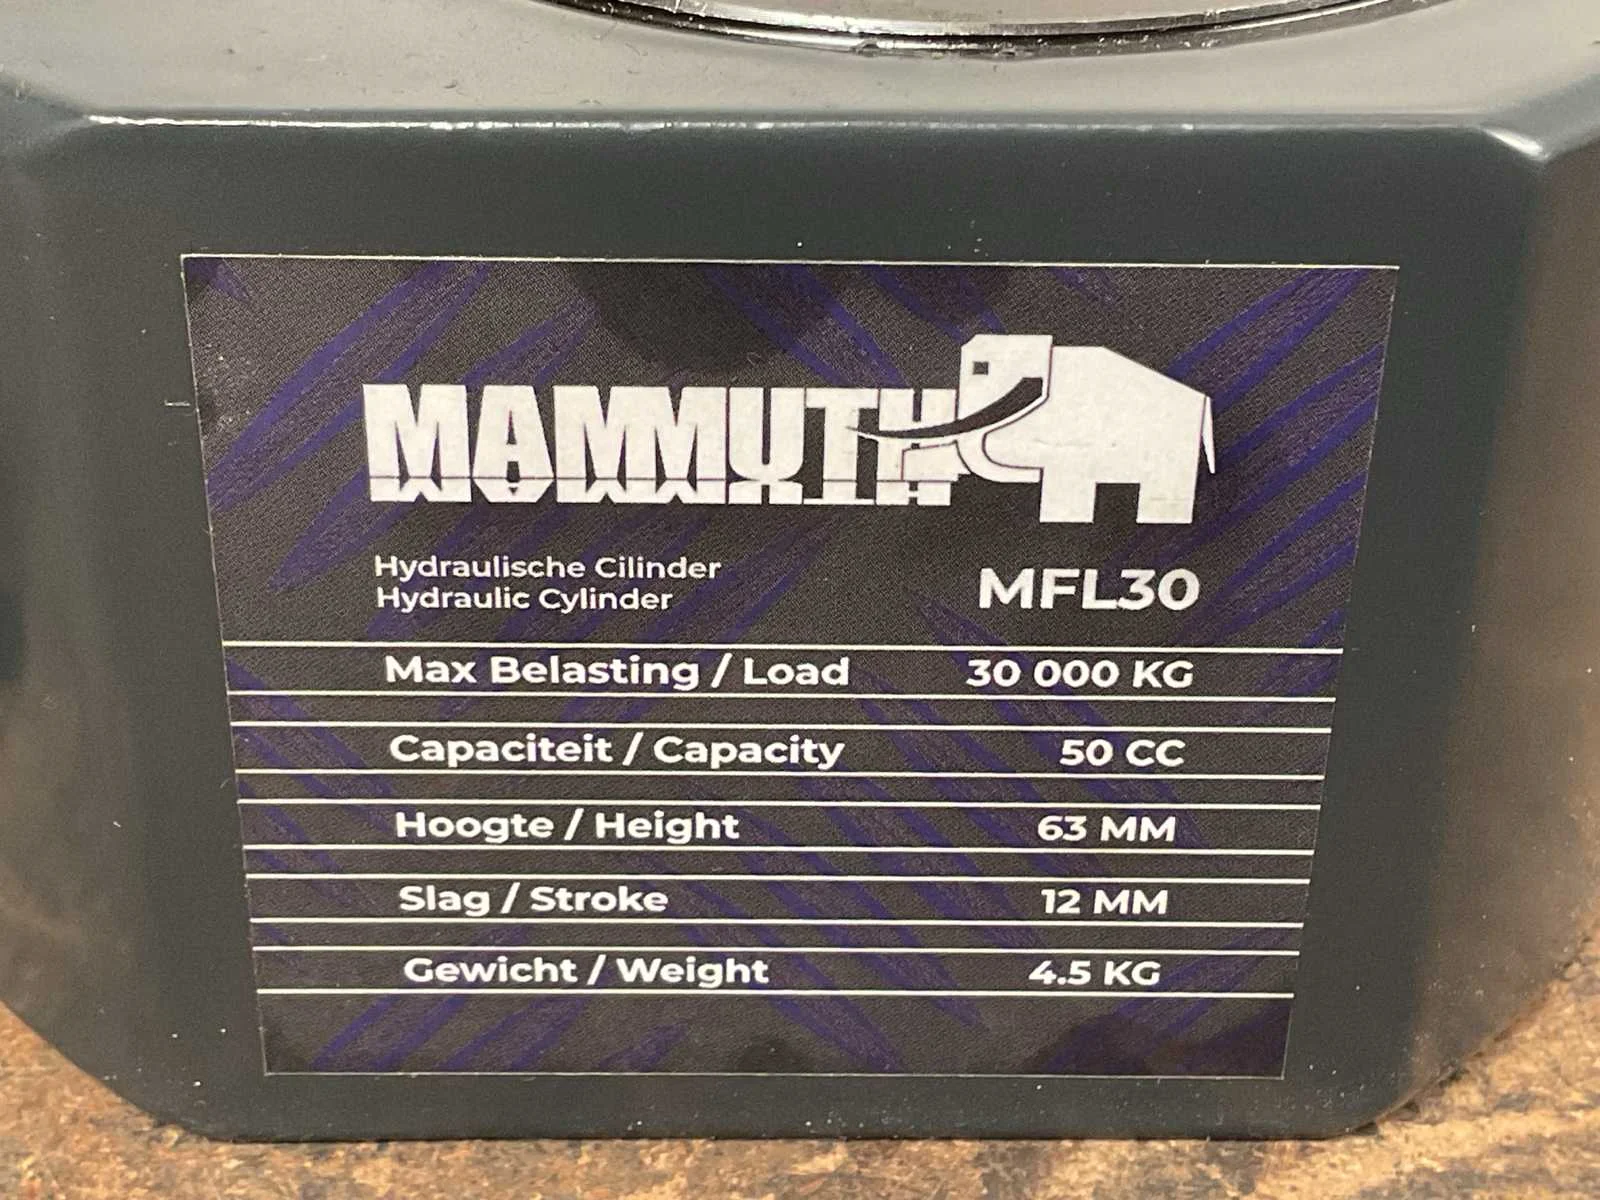 MAMMUTH
Hydraulische Cilinder
Hydraulic Cylinder
MFL30
Max Belasting / Load 30 000 KG
Capaciteit / Capacity 50 CC
Hoogte / Height 63 MM
Slag / Stroke 12 MM
Gewicht / Weight 4.5 KG